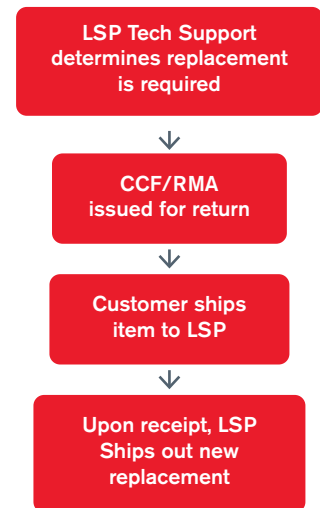 LSP Tech Support
determines replacement
is required
CCF/RMA
issued for return
Customer ships
item to LSP
Upon receipt, LSP
Ships out new
replacement